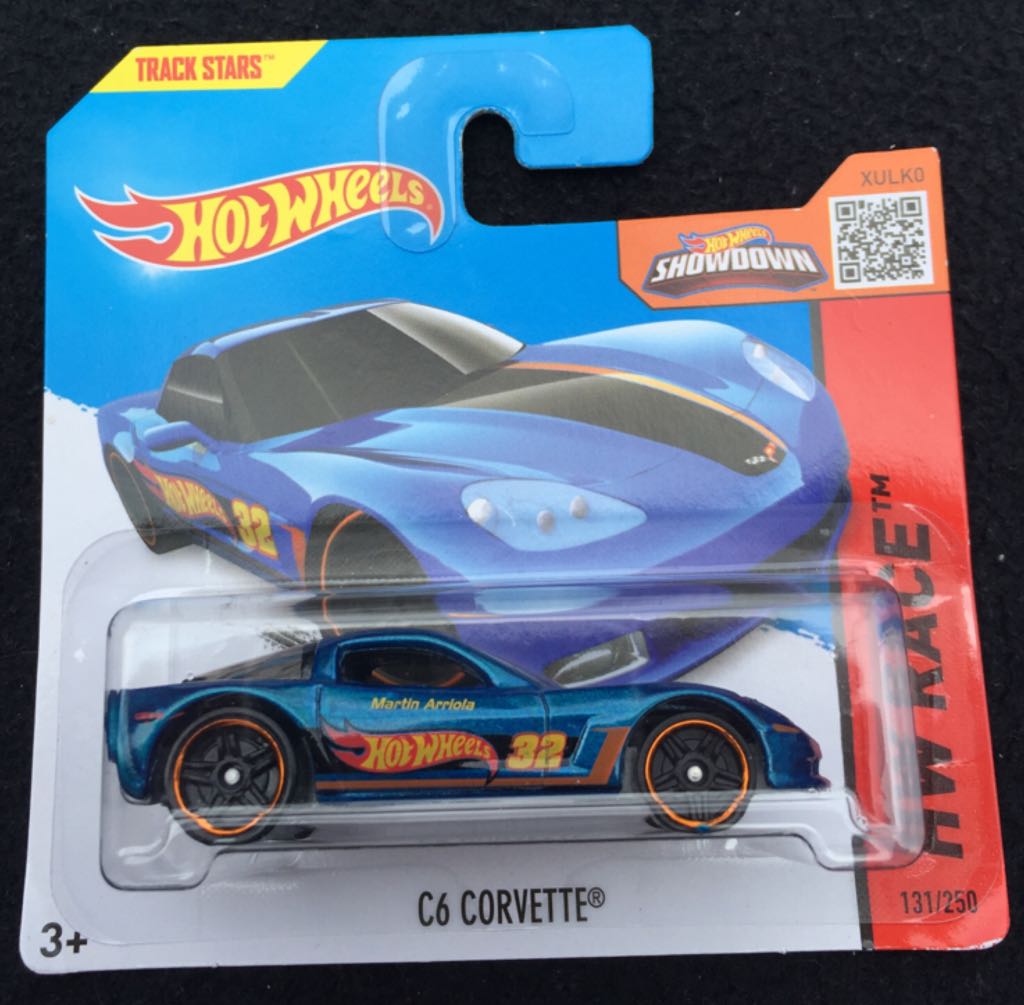 TRACK STARS™
HOT WHEELS®
XULK0
HOT WHEELS
SHOWDOWN™
HW RACE™
HOT WHEELS
32
Martin Arriola
HOT WHEELS 32
C6 CORVETTE®
131/250
3+